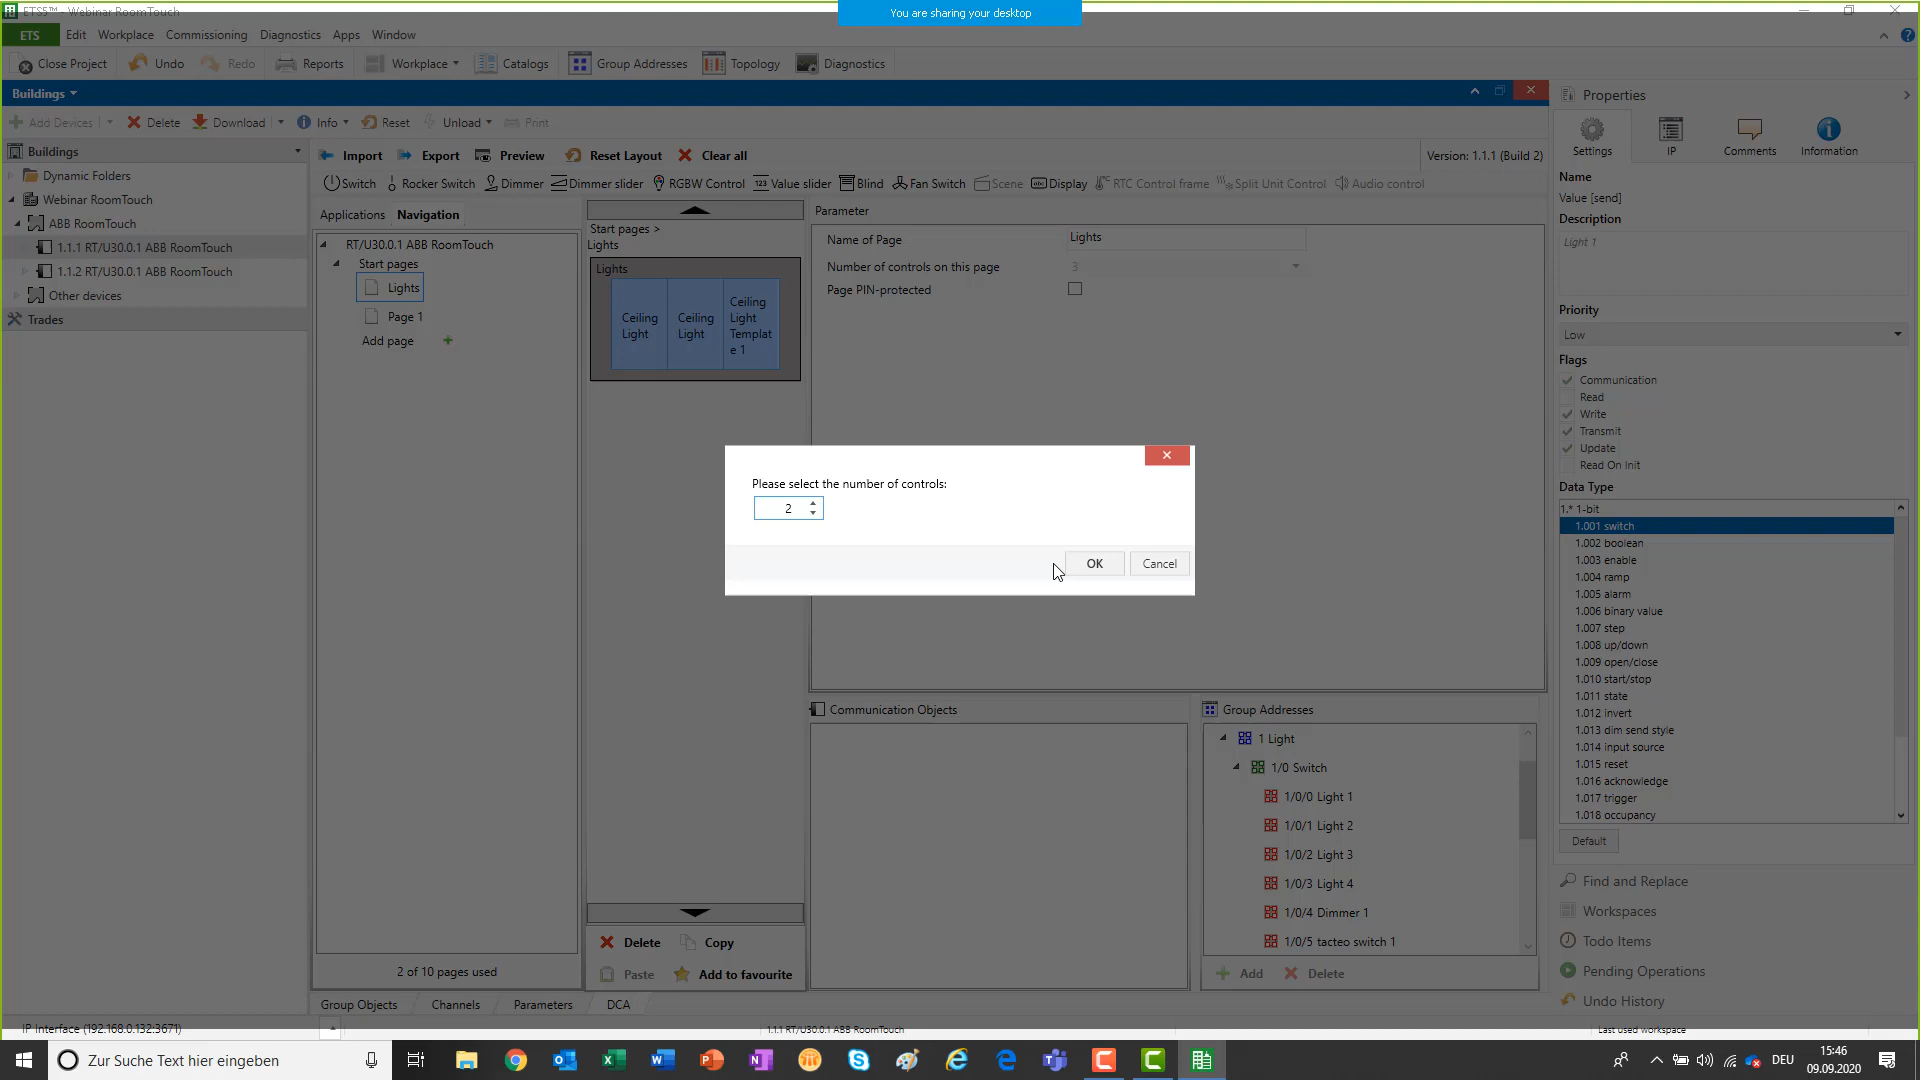 ETS5™ - Webinar RoomTouch
You are sharing your desktop
ETS Edit Workplace Commissioning Diagnostics Apps Window
Close Project Undo Redo Reports Workplace Catalogs Group Addresses Topology Diagnostics
Buildings
Add Devices Delete Download Info Reset Unload Print
Buildings
Dynamic Folders
Webinar RoomTouch
ABB RoomTouch
1.1.1 RT/U30.0.1 ABB RoomTouch
1.1.2 RT/U30.0.1 ABB RoomTouch
Other devices
Trades
Import Export Preview Reset Layout Clear all
Version: 1.1.1 (Build 2)
Switch Rocker Switch Dimmer Dimmer slider RGBW Control Value slider Blind Fan Switch Scene Display RTC Control frame Split Unit Control Audio control
Applications Navigation
RT/U30.0.1 ABB RoomTouch
Start pages
Lights
Page 1
Add page
2 of 10 pages used
Start pages >
Lights
Lights
Ceiling Light
Ceiling Light
Ceiling
Light
Templat
e 1
Delete Copy
Paste Add to favourite
Parameter
Name of Page Lights
Number of controls on this page 3
Page PIN-protected
Please select the number of controls:
2
OK Cancel
Communication Objects
Group Addresses
1 Light
1/0 Switch
1/0/0 Light 1
1/0/1 Light 2
1/0/2 Light 3
1/0/3 Light 4
1/0/4 Dimmer 1
1/0/5 tacteo switch 1
Add Delete
Group Objects Channels Parameters DCA
Properties
Settings IP Comments Information
Name
Value [send]
Description
Light 1
Priority
Low
Flags
Communication
Read
Write
Transmit
Update
Read On Init
Data Type
1.* 1-bit
1.001 switch
1.002 boolean
1.003 enable
1.004 ramp
1.005 alarm
1.006 binary value
1.007 step
1.008 up/down
1.009 open/close
1.010 start/stop
1.011 state
1.012 invert
1.013 dim send style
1.014 input source
1.015 reset
1.016 acknowledge
1.017 trigger
1.018 occupancy
Default
Find and Replace
Workspaces
Todo Items
Pending Operations
Undo History
IP Interface (192.168.0.132:3671)
1.1.1 RT/U30.0.1 ABB RoomTouch
Last used workspace
Zur Suche Text hier eingeben
DEU
15:46
09.09.2020